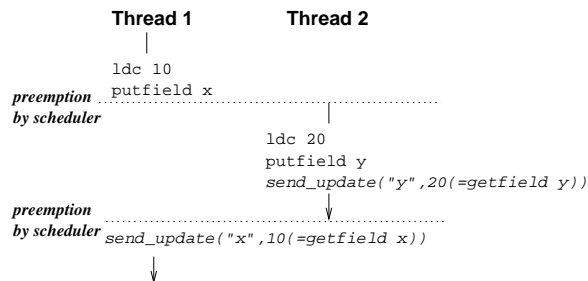 Thread 1 Thread 2
ldc 10
putfield x
preemption
by scheduler
ldc 20
putfield y
send_update("y",20(=getfield y))
preemption
by scheduler
send_update("x",10(=getfield x))